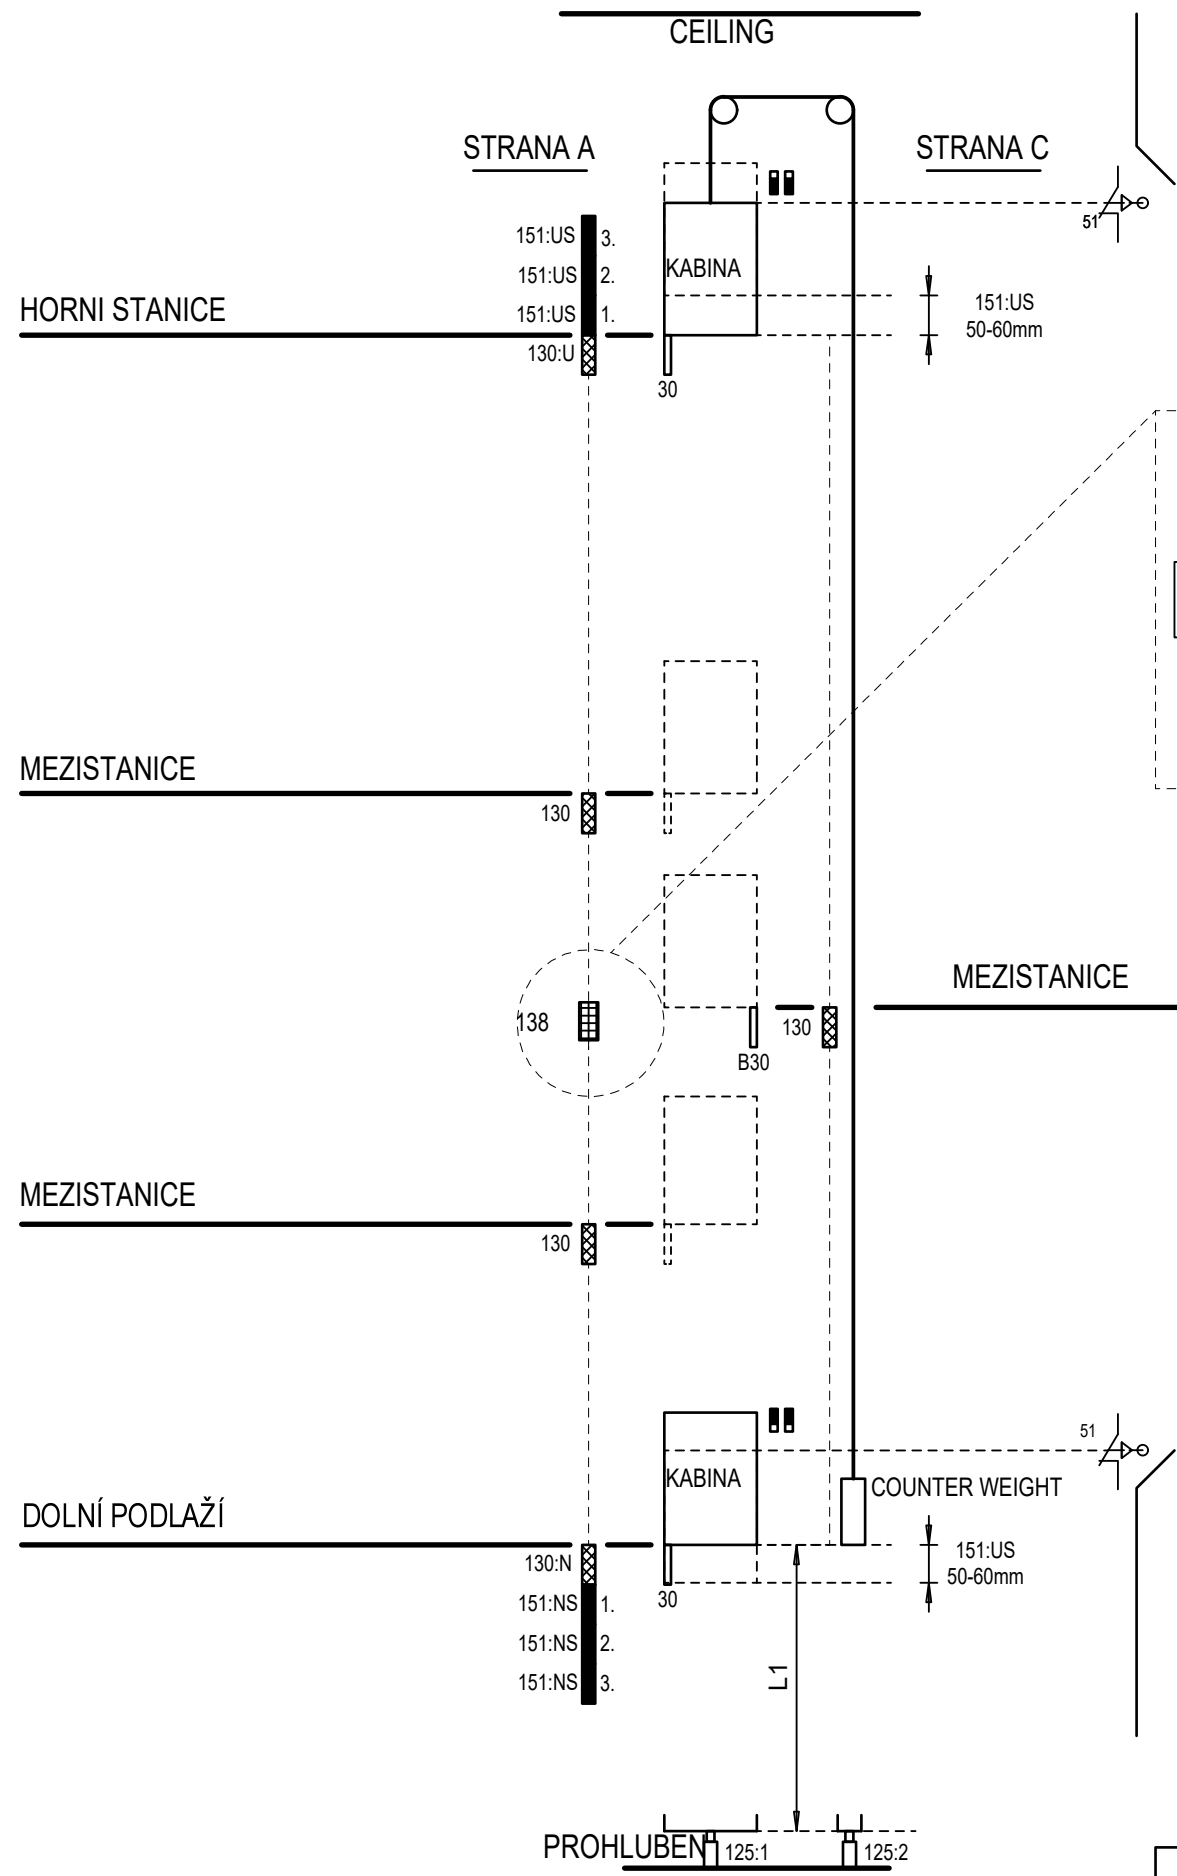 CEILING
STRANA A
STRANA C
151:US 3.
51
151:US 2.
KABINA
151:US 1.
151:US
50-60mm
HORNI STANICE
130:U
30
MEZISTANICE
130
MEZISTANICE
138
130
B30
MEZISTANICE
130
51
KABINA
COUNTER WEIGHT
DOLNÍ PODLAŽÍ
130:N
151:US
50-60mm
30
151:NS 1.
151:NS 2.
151:NS 3.
L1
PROHLUBEN
125:1
125:2